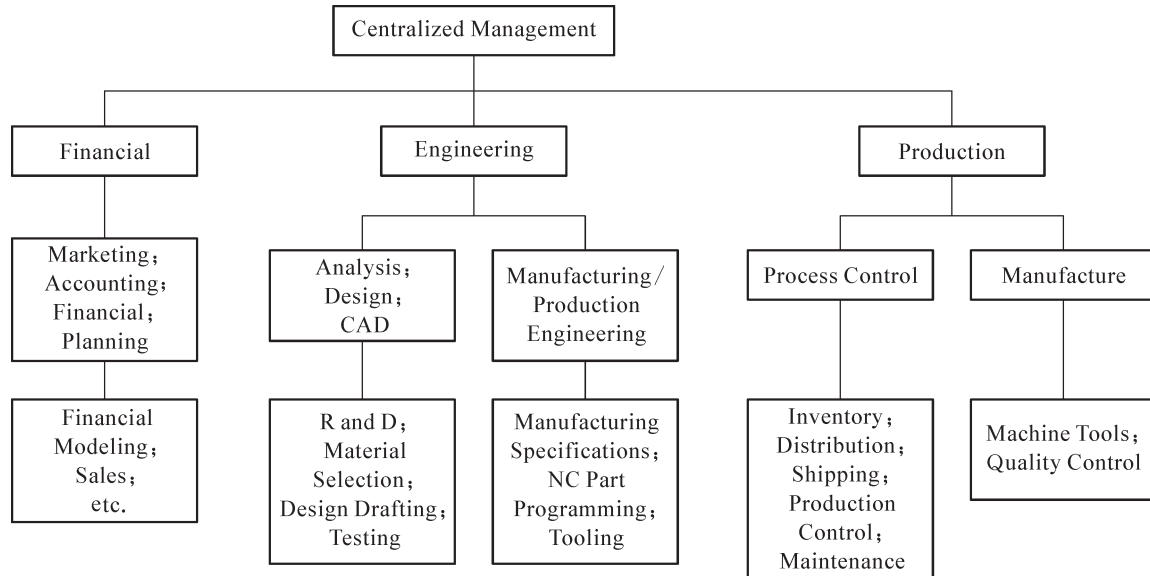 Centralized Management
Financial
Engineering
Production
Marketing;
Accounting;
Financial;
Planning
Analysis;
Design;
CAD
Manufacturing/
Production
Engineering
Process Control
Manufacture
Financial
Modeling;
Sales;
etc.
R and D;
Material
Selection;
Design Drafting;
Testing
Manufacturing
Specifications;
NC Part
Programming;
Tooling
Inventory;
Distribution;
Shipping;
Production
Control;
Maintenance
Machine Tools;
Quality Control